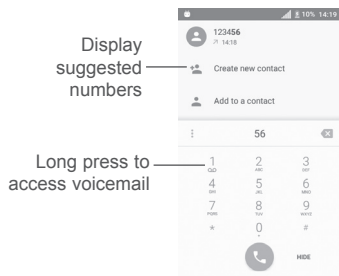 10% 14:19
123456
14:18
Display
suggested
numbers
Create new contact
Add to a contact
56
Long press to
access voicemail
1 2 3
ABC DEF
4 5 6
GHI JKL MNO
7 8 9
PQRS TUV WXYZ
* 0 #
+
HIDE